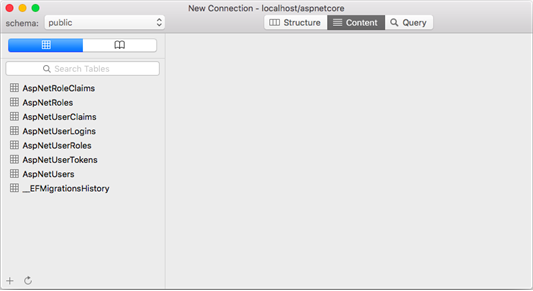 New Connection - localhost/aspnetcore
schema: public
Structure
Content
Query
Search Tables
AspNetRoleClaims
AspNetRoles
AspNetUserClaims
AspNetUserLogins
AspNetUserRoles
AspNetUserTokens
AspNetUsers
__EFMigrationsHistory